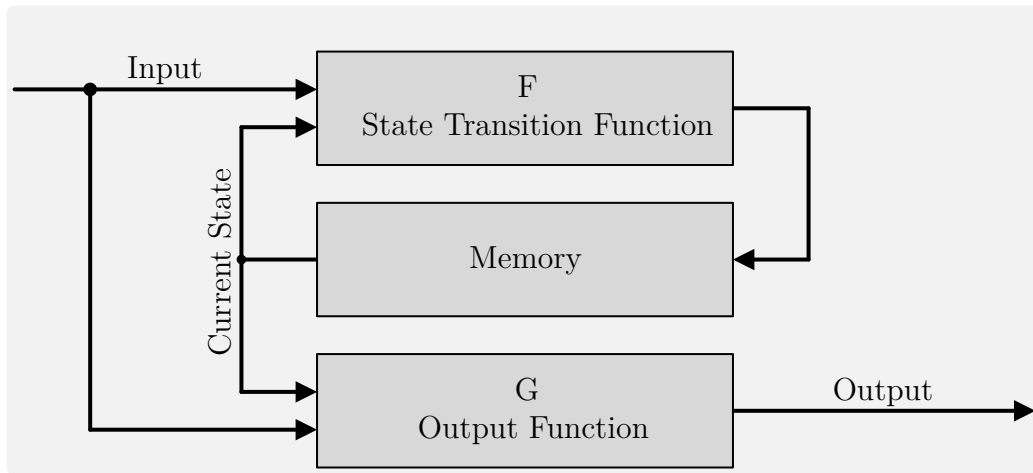 Input
F
State Transition Function
Current State
Memory
G
Output Function
Output